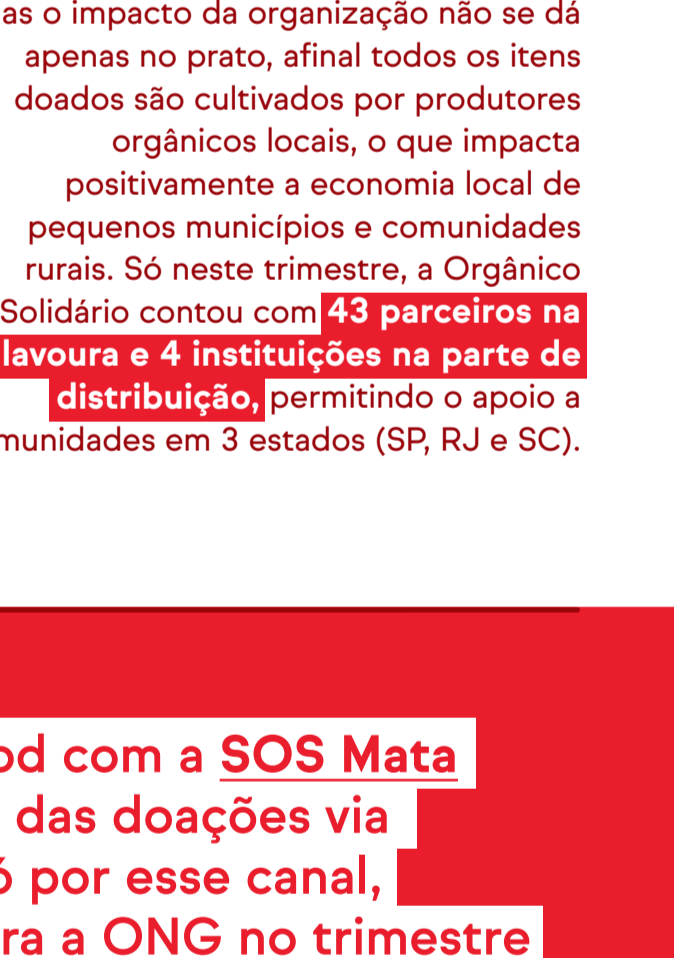 as o impacto da organização não se dá
apenas no prato, afinal todos os itens
doados são cultivados por produtores
orgânicos locais, o que impacta
positivamente a economia local de
pequenos municípios e comunidades
rurais. Só neste trimestre, a Orgânico
Solidário contou com 43 parceiros na
lavoura e 4 instituições na parte de
distribuição, permitindo o apoio a
munidades em 3 estados (SP, RJ e SC).
od com a SOS Mata
das doações via
ó por esse canal,
ra a ONG no trimestre